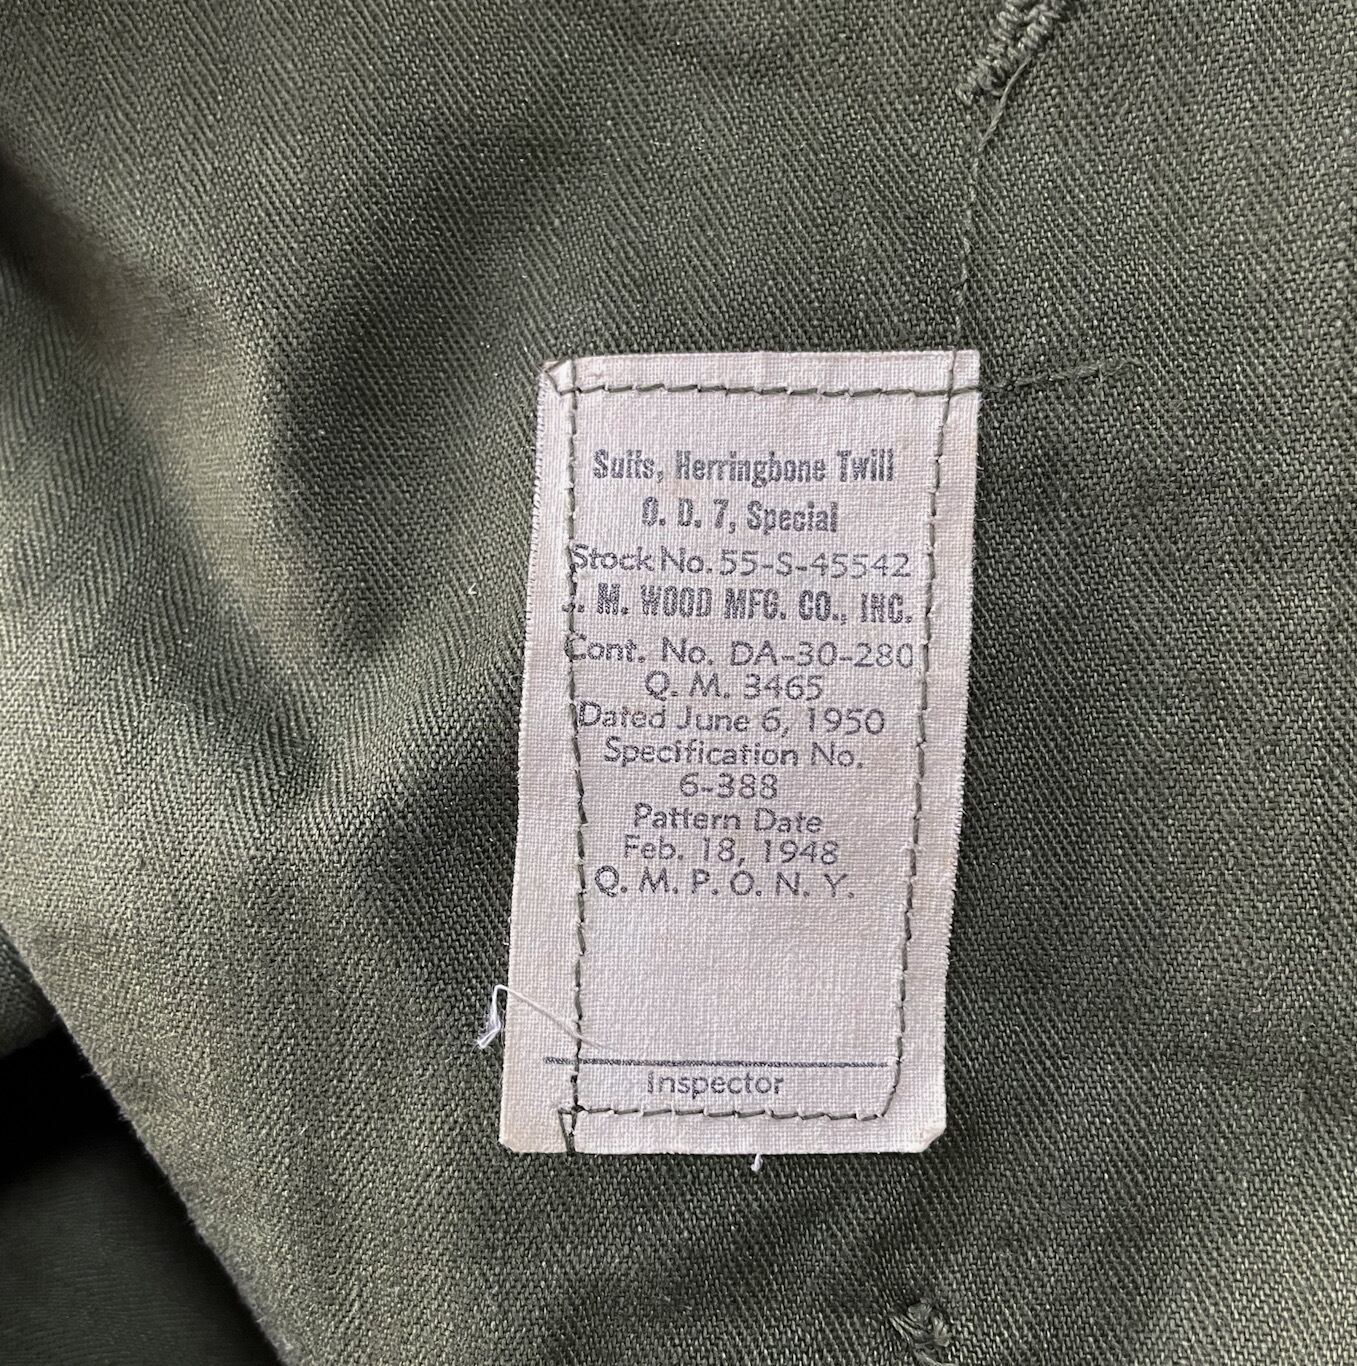 Suits, Herringbone Twill
O. D. 7, Special
Stock No. 55-S-45542
. M. WOOD MFG. CO., INC.
Cont. No. DA-30-280
Q. M. 3465
Dated June 6, 1950
Specification No.
6-388
Pattern Date
Feb. 18, 1948
Q. M. P. O. N. Y.
Inspector